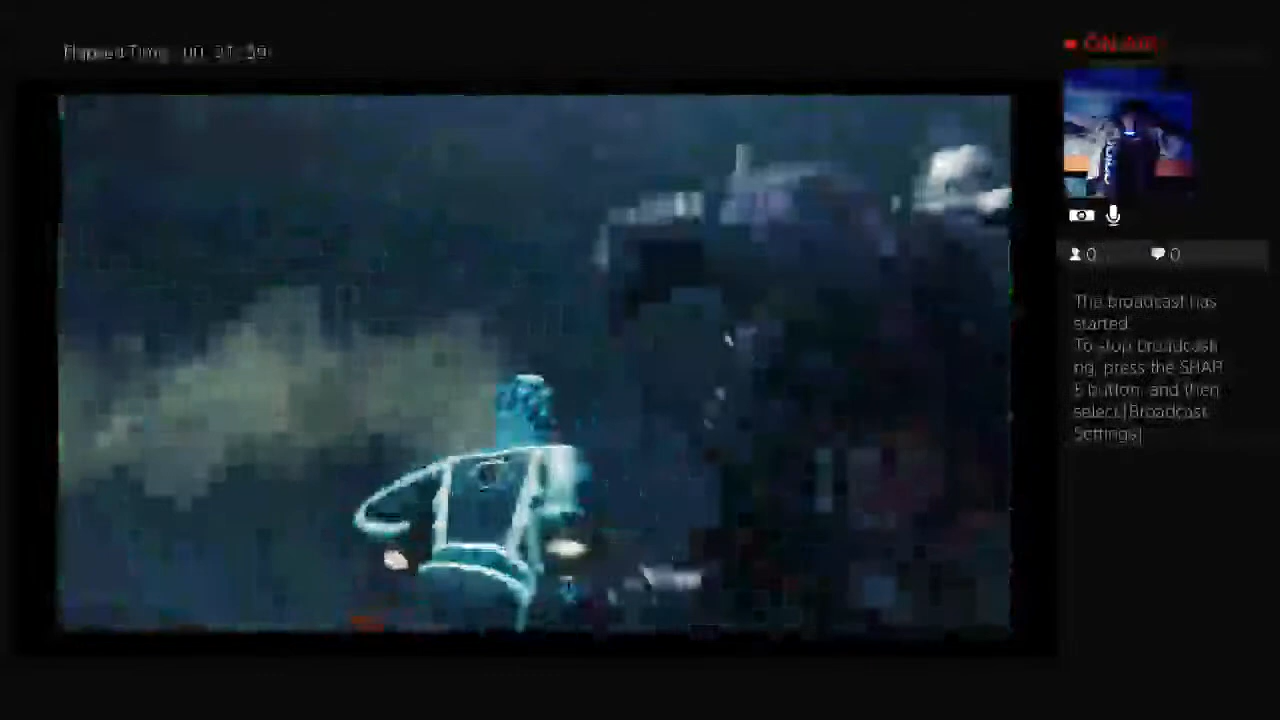 Elapsed Time
ON AIR
0
0
The broadcast has
started.
To stop broadcasti
ng, press the SHAR
E button, and then
select [Broadcast
Settings]